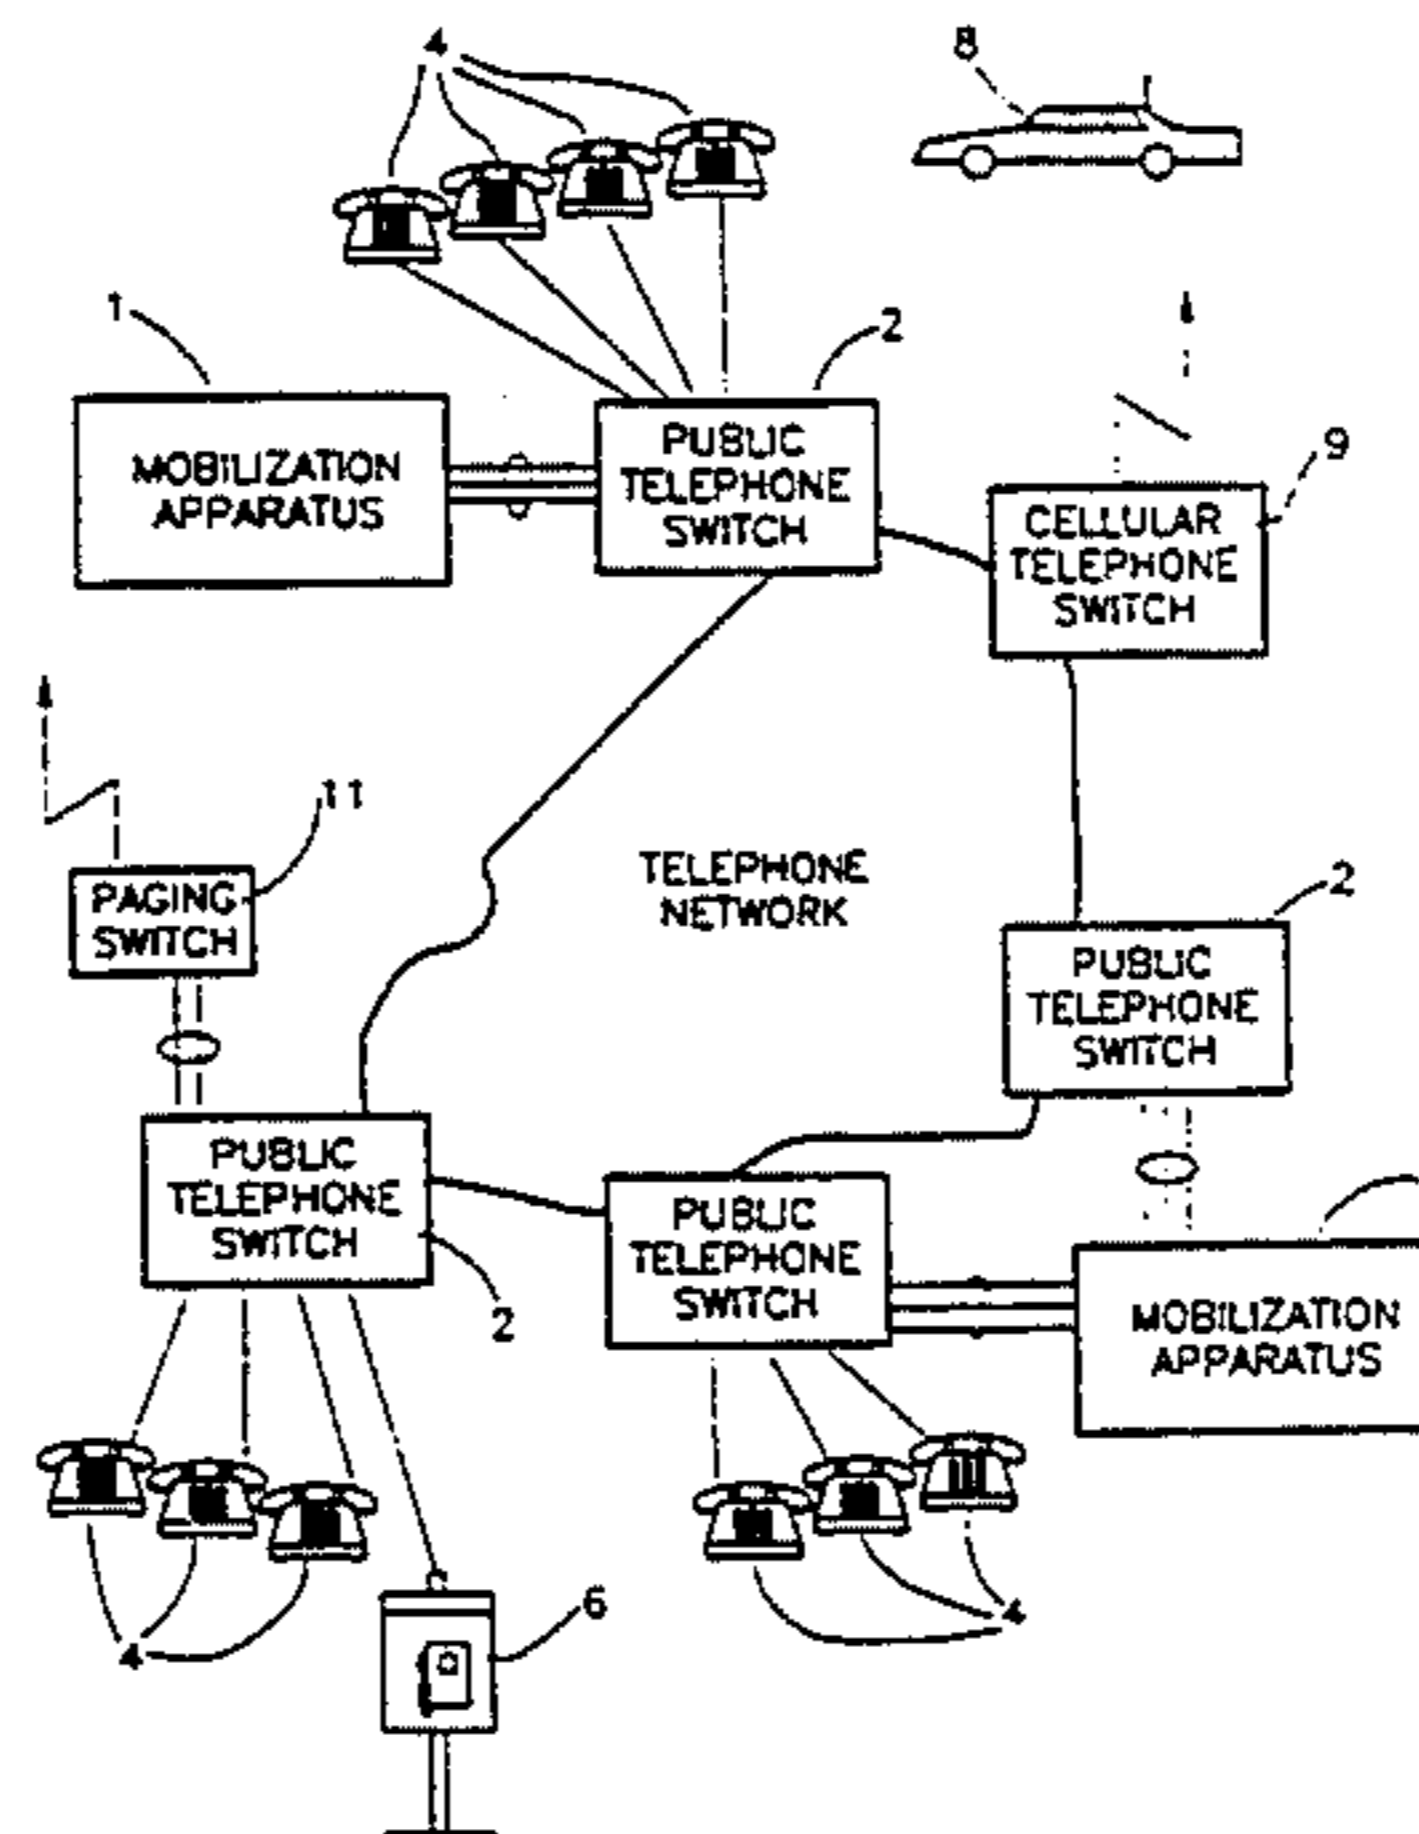 4
8
1
2
MOBILIZATION
APPARATUS
PUBLIC
TELEPHONE
SWITCH
9
CELLULAR
TELEPHONE
SWITCH
11
PAGING
SWITCH
TELEPHONE
NETWORK
2
PUBLIC
TELEPHONE
SWITCH
PUBLIC
TELEPHONE
SWITCH
2
PUBLIC
TELEPHONE
SWITCH
MOBILIZATION
APPARATUS
4
6
4